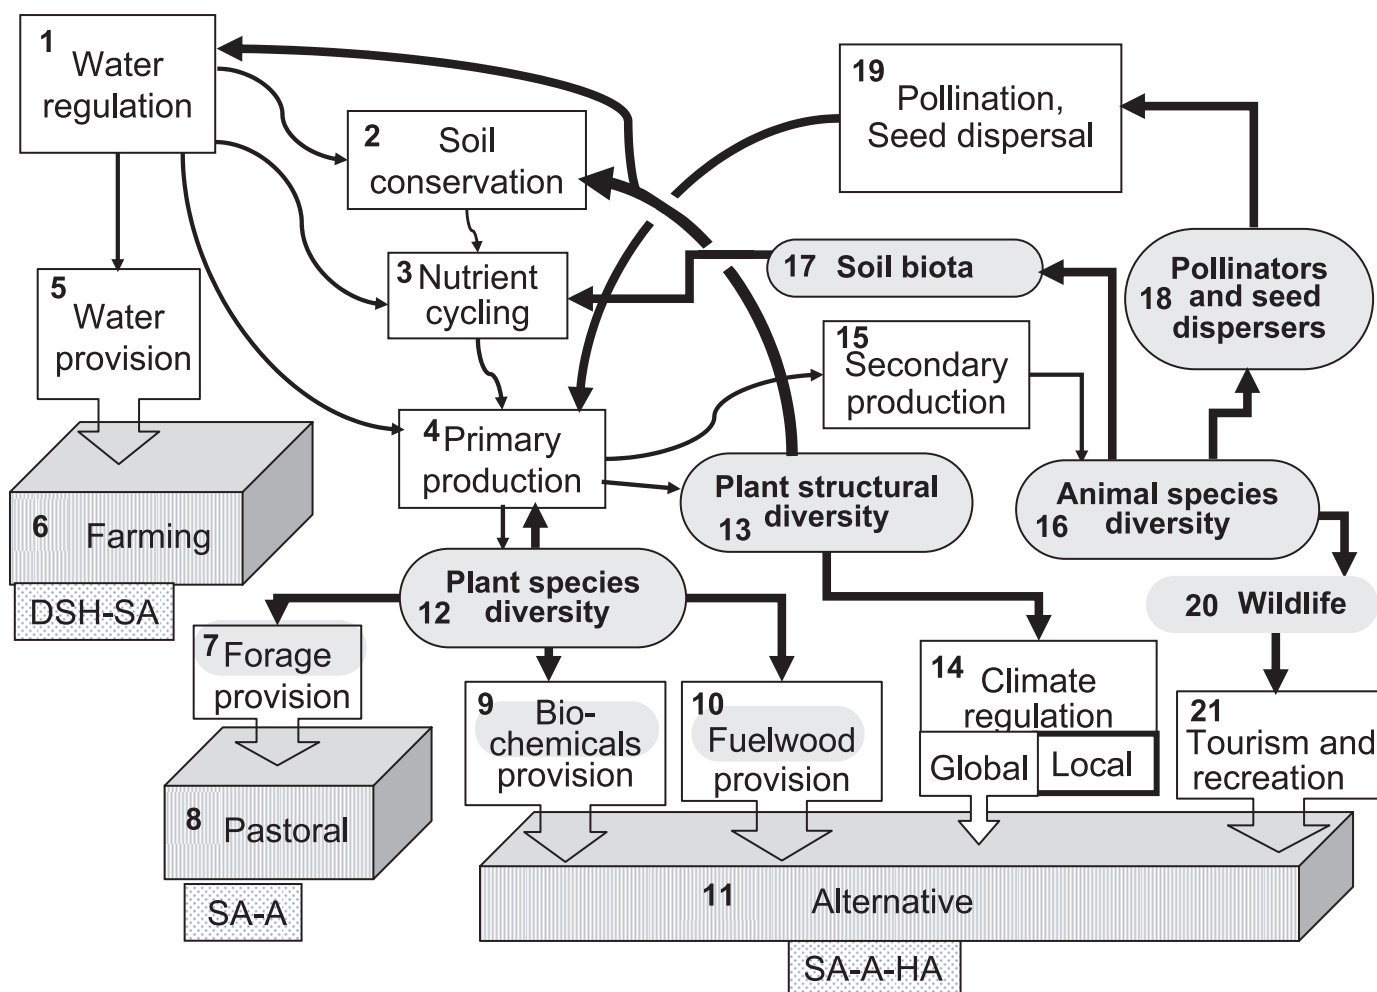 1
Water
regulation
2
Soil
conservation
3
Nutrient
cycling
4
Primary
production
5
Water
provision
6
Farming
DSH-SA
7
Forage
provision
8
Pastoral
SA-A
9
Bio-
chemicals
provision
10
Fuelwood
provision
11
Alternative
SA-A-HA
12
Plant species
diversity
13
Plant structural
diversity
14
Climate
regulation
Global
Local
15
Secondary
production
16
Animal species
diversity
17
Soil biota
18
Pollinators
and seed
dispersers
19
Pollination,
Seed dispersal
20
Wildlife
21
Tourism and
recreation